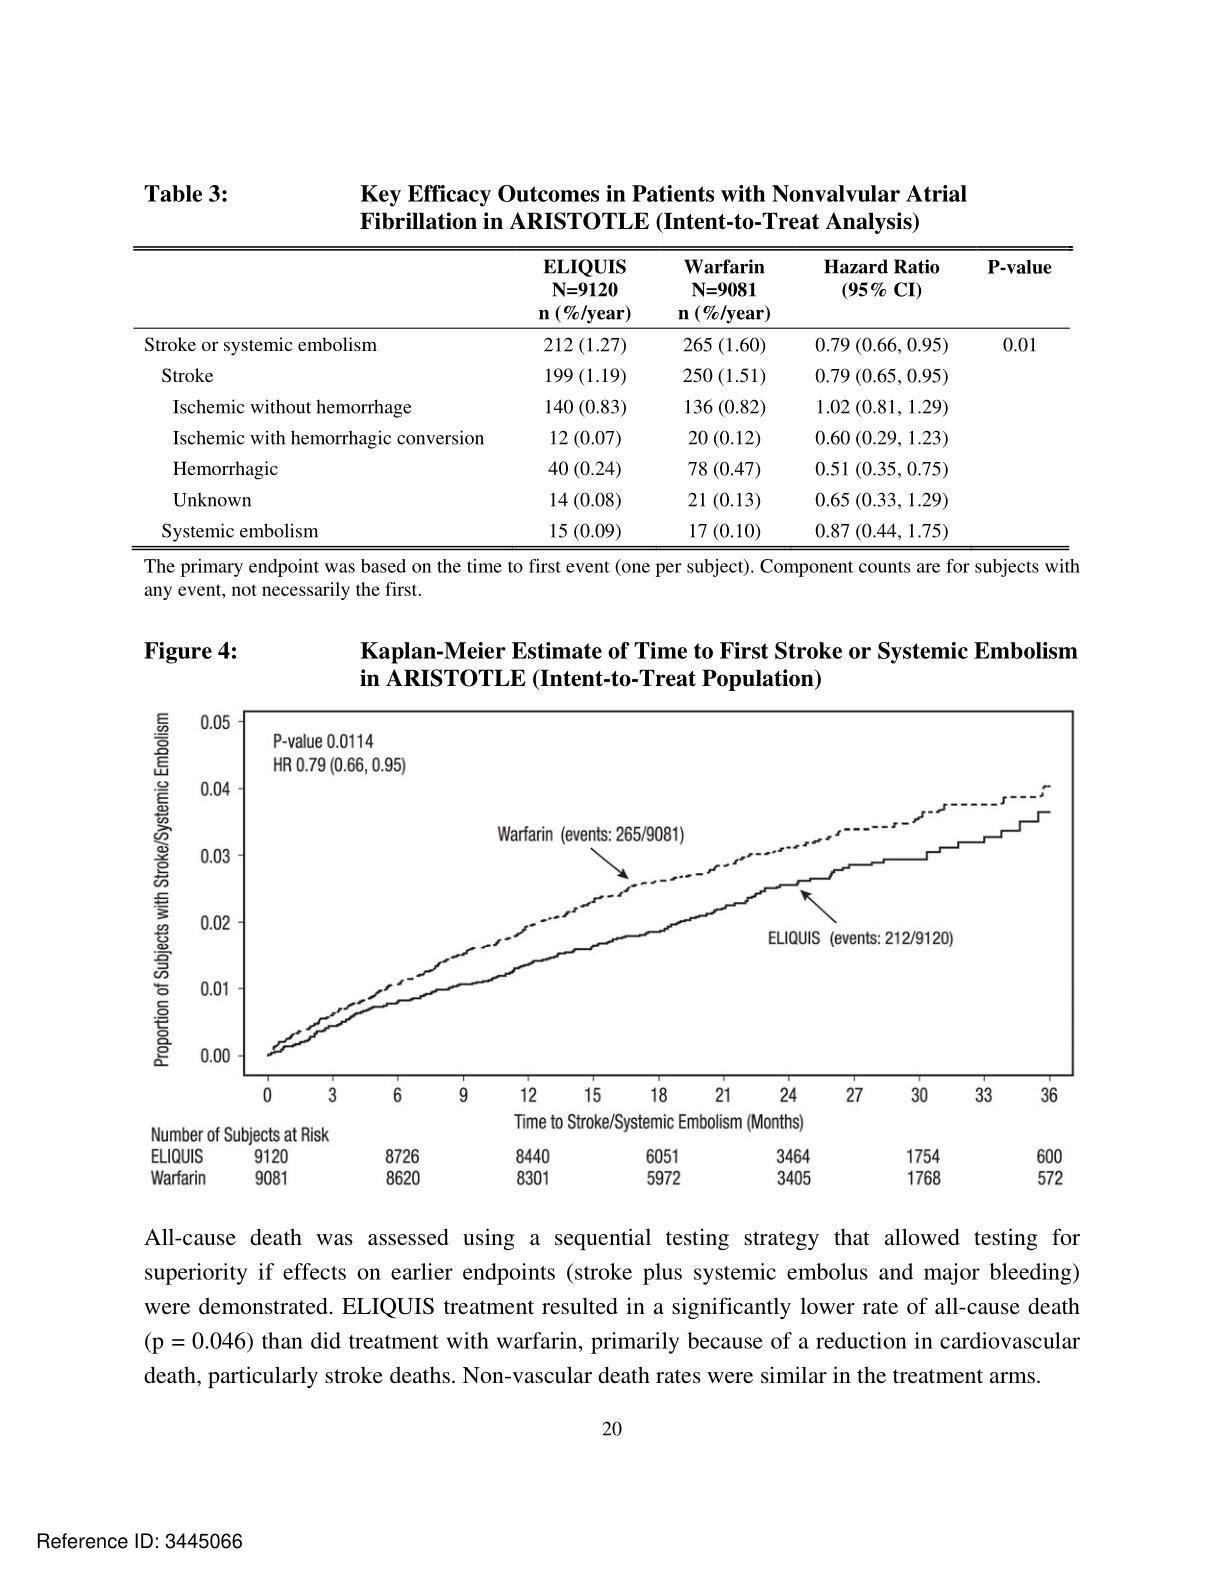 Table 3: Key Efficacy Outcomes in Patients with Nonvalvular Atrial
Fibrillation in ARISTOTLE (Intent-to-Treat Analysis)
ELIQUIS Warfarin Hazard Ratio P-value
N=9120 N=9081 (95% CI)
n (%/year) n (%/year)
Stroke or systemic embolism 212 (1.27) 265 (1.60) 0.79 (0.66, 0.95) 0.01
Stroke 199 (1.19) 250 (1.51) 0.79 (0.65, 0.95)
Ischemic without hemorrhage 140 (0.83) 136 (0.82) 1.02 (0.81, 1.29)
Ischemic with hemorrhagic conversion 12 (0.07) 20 (0.12) 0.60 (0.29, 1.23)
Hemorrhagic 40 (0.24) 78 (0.47) 0.51 (0.35, 0.75)
Unknown 14 (0.08) 21 (0.13) 0.65 (0.33, 1.29)
Systemic embolism 15 (0.09) 17 (0.10) 0.87 (0.44, 1.75)
The primary endpoint was based on the time to first event (one per subject). Component counts are for subjects with
any event, not necessarily the first.
Figure 4: Kaplan-Meier Estimate of Time to First Stroke or Systemic Embolism
in ARISTOTLE (Intent-to-Treat Population)
Proportion of Subjects with Stroke/Systemic Embolism
0.05
0.04
0.03
0.02
0.01
0.00
P-value 0.0114
HR 0.79 (0.66, 0.95)
Warfarin (events: 265/9081)
ELIQUIS (events: 212/9120)
0 3 6 9 12 15 18 21 24 27 30 33 36
Time to Stroke/Systemic Embolism (Months)
Number of Subjects at Risk
ELIQUIS 9120 8726 8440 6051 3464 1754 600
Warfarin 9081 8620 8301 5972 3405 1768 572
All-cause death was assessed using a sequential testing strategy that allowed testing for
superiority if effects on earlier endpoints (stroke plus systemic embolus and major bleeding)
were demonstrated. ELIQUIS treatment resulted in a significantly lower rate of all-cause death
(p = 0.046) than did treatment with warfarin, primarily because of a reduction in cardiovascular
death, particularly stroke deaths. Non-vascular death rates were similar in the treatment arms.
20
Reference ID: 3445066